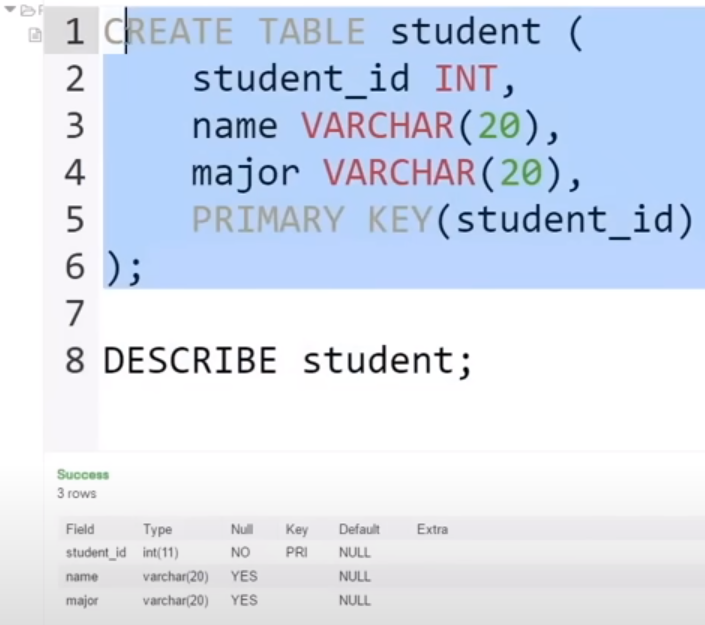 1 CREATE TABLE student (
2 student_id INT,
3 name VARCHAR(20),
4 major VARCHAR(20),
5 PRIMARY KEY(student_id)
6 );
7
8 DESCRIBE student;
Success
3 rows
Field Type Null Key Default Extra
student_id int(11) NO PRI NULL
name varchar(20) YES NULL
major varchar(20) YES NULL